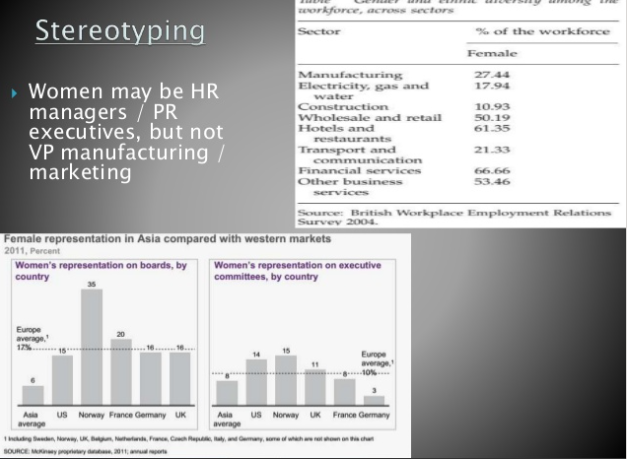 Stereotyping
Women may be HR
managers / PR
executives, but not
VP manufacturing /
marketing
Table Gender and ethnic diversity among the
workforce, across sectors
Sector % of the workforce
Female
Manufacturing 27.44
Electricity, gas and 17.94
water
Construction 10.93
Wholesale and retail 50.19
Hotels and 61.35
restaurants
Transport and 21.33
communication
Financial services 66.66
Other business 53.46
services
Source: British Workplace Employment Relations
Survey 2004.
Female representation in Asia compared with western markets
2011, Percent
Women's representation on boards, by
country
35
Europe
average,¹
17%
6
15
20
16
16
Asia
average
US
Norway
France
Germany
UK
Women's representation on executive
committees, by country
8
14
15
11
8
3
Europe
average,¹
10%
Asia
average
US
Norway
UK
France
Germany
1 Including Sweden, Norway, UK, Belgium, Netherlands, France, Czech Republic, Italy, and Germany, some of which are not shown on this chart
SOURCE: McKinsey proprietary database, 2011; annual reports